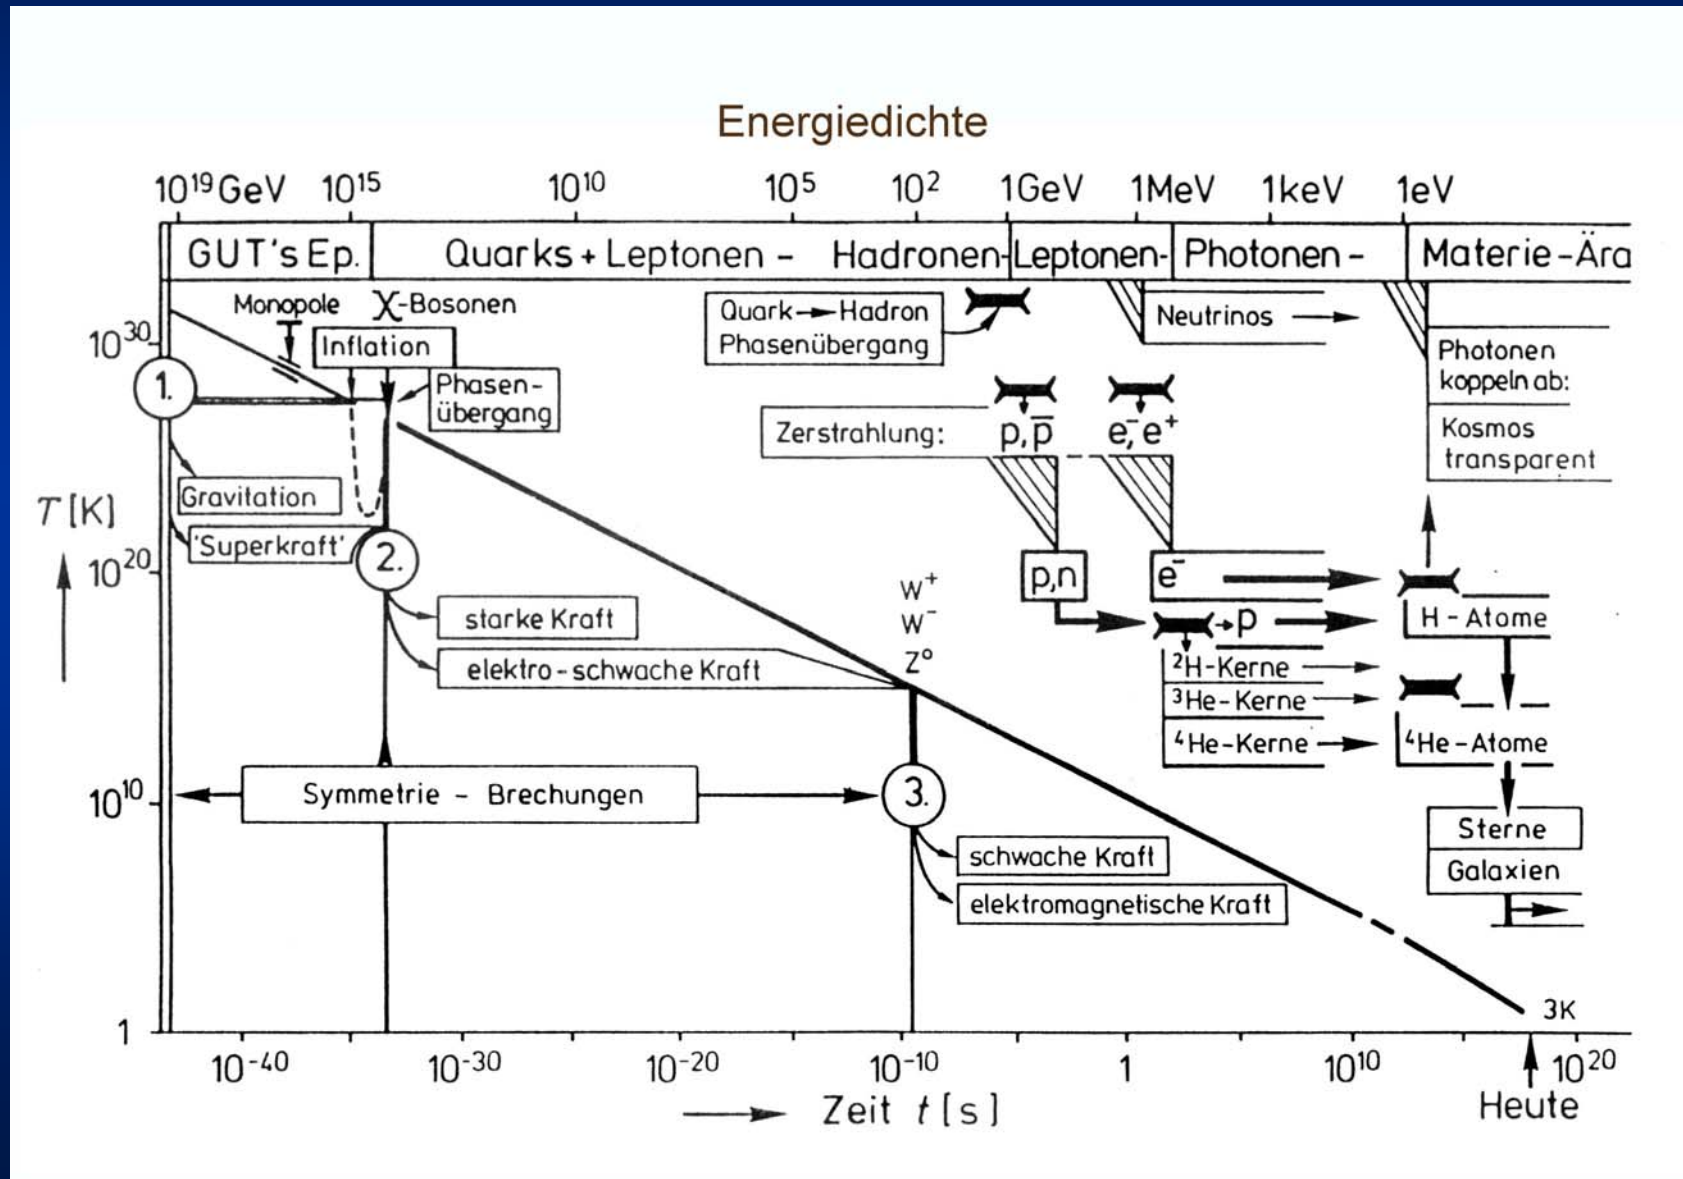 Energiedichte
10¹⁹GeV 10¹⁵ 10¹⁰ 10⁵ 10² 1GeV 1MeV 1keV 1eV
GUT's Ep. Quarks + Leptonen - Hadronen- Leptonen- Photonen - Materie-Ära
Monopole X-Bosonen
Inflation
Phasen-
übergang
Quark → Hadron
Phasenübergang
Neutrinos →
Photonen
koppeln ab:
Kosmos
transparent
10³⁰
1.
Zerstrahlung: p, p̅ e⁻, e⁺
Gravitation
'Superkraft'
T [K]
10²⁰
2.
starke Kraft
elektro-schwache Kraft
W⁺
W⁻
Z⁰
p,n
e⁻
→ p
H-Atome
²H-Kerne →
³He-Kerne →
⁴He-Kerne →
⁴He-Atome
10¹⁰
Symmetrie - Brechungen
3.
schwache Kraft
elektromagnetische Kraft
Sterne
Galaxien
3K
1
10⁻⁴⁰ 10⁻³⁰ 10⁻²⁰ 10⁻¹⁰ 1 10¹⁰ 10²⁰
→ Zeit t [s]
Heute